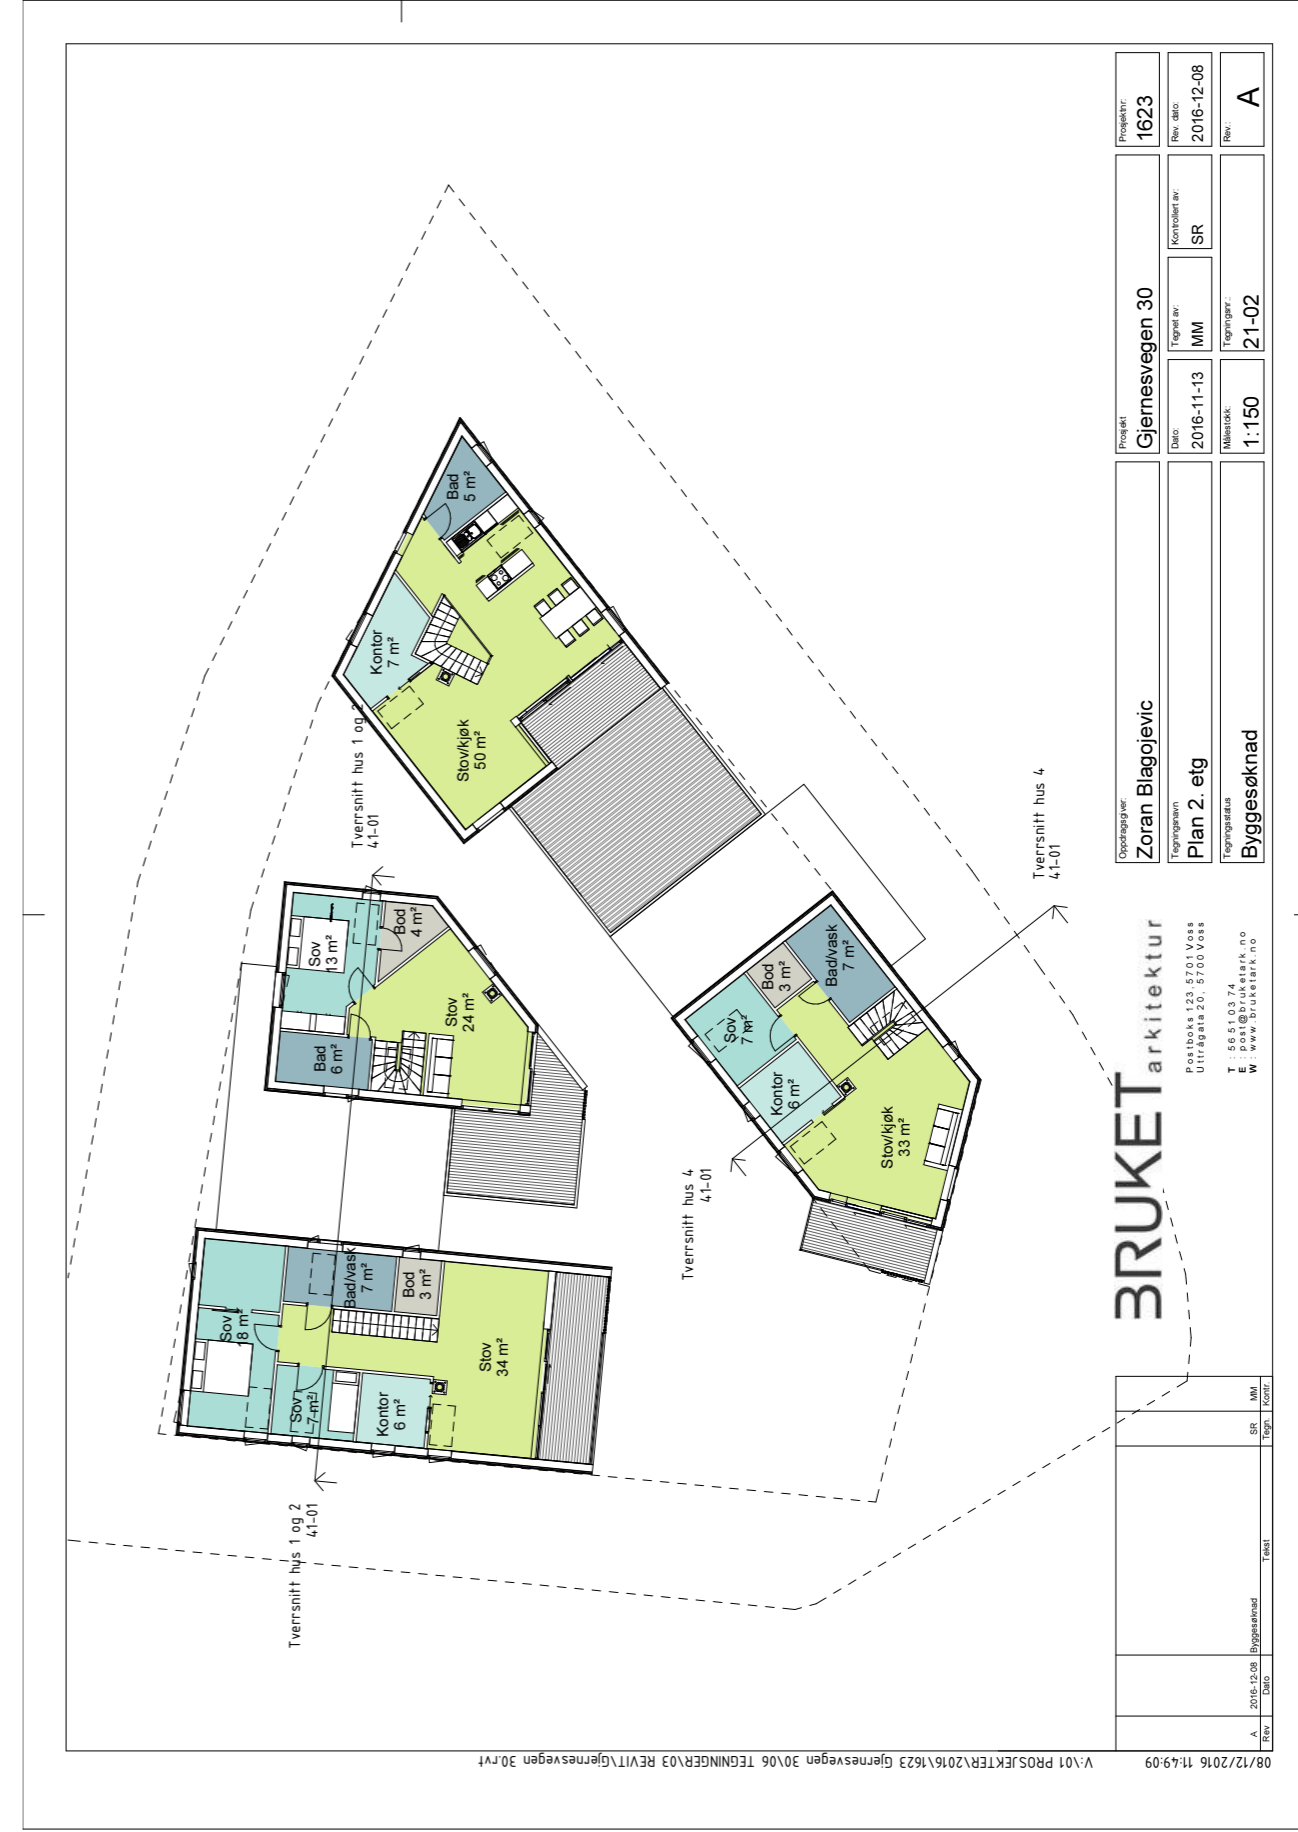 Tverrsnitt hus 1 og 2
41-01
Sov
18 m²
Sov
7 m²
Kontor
6 m²
Bad/vask
7 m²
Bod
3 m²
Stov
34 m²
Sov
13 m²
Bod
4 m²
Bad
6 m²
Stov
24 m²
Tverrsnitt hus 1 og 2
41-01
Kontor
7 m²
Bad
5 m²
Stov/kjøk
50 m²
Tverrsnitt hus 4
41-01
Sov
7 m²
Bod
3 m²
Bad/vask
7 m²
Kontor
6 m²
Stov/kjøk
33 m²
Tverrsnitt hus 4
41-01
A 2016-12-08 Byggesøknad SR MM
Rev Dato Tekst Tegn. Kontr.
BRUKET arkitektur
Postboks 123, 5701 Voss
Uttrågata 20, 5700 Voss
T : 56 51 03 74
E : post@bruketark.no
W : www.bruketark.no
Oppdragsgiver:
Zoran Blagojevic
Prosjekt
Gjernesvegen 30
Prosjektnr:
1623
Tegningsnavn
Plan 2. etg
Dato:
2016-11-13
Tegnet av:
MM
Kontrollert av:
SR
Rev. dato:
2016-12-08
Tegningsstatus
Byggesøknad
Målestokk:
1:150
Tegningsnr.:
21-02
Rev.:
A
V:\01 PROSJEKTER\2016\1623 Gjernesvegen 30\06 TEGNINGER\03 REVIT\Gjernesvegen 30.rvt
08/12/2016 11:49:09